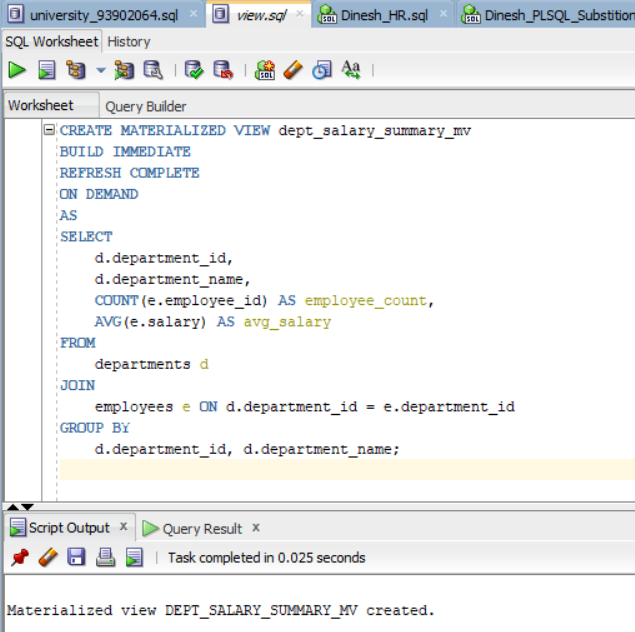 university_93902064.sql × view.sql × Dinesh_HR.sql × Dinesh_PLSQL_Substition
SQL Worksheet History
Worksheet Query Builder
CREATE MATERIALIZED VIEW dept_salary_summary_mv
BUILD IMMEDIATE
REFRESH COMPLETE
ON DEMAND
AS
SELECT
d.department_id,
d.department_name,
COUNT(e.employee_id) AS employee_count,
AVG(e.salary) AS avg_salary
FROM
departments d
JOIN
employees e ON d.department_id = e.department_id
GROUP BY
d.department_id, d.department_name;
Script Output × Query Result ×
Task completed in 0.025 seconds
Materialized view DEPT_SALARY_SUMMARY_MV created.